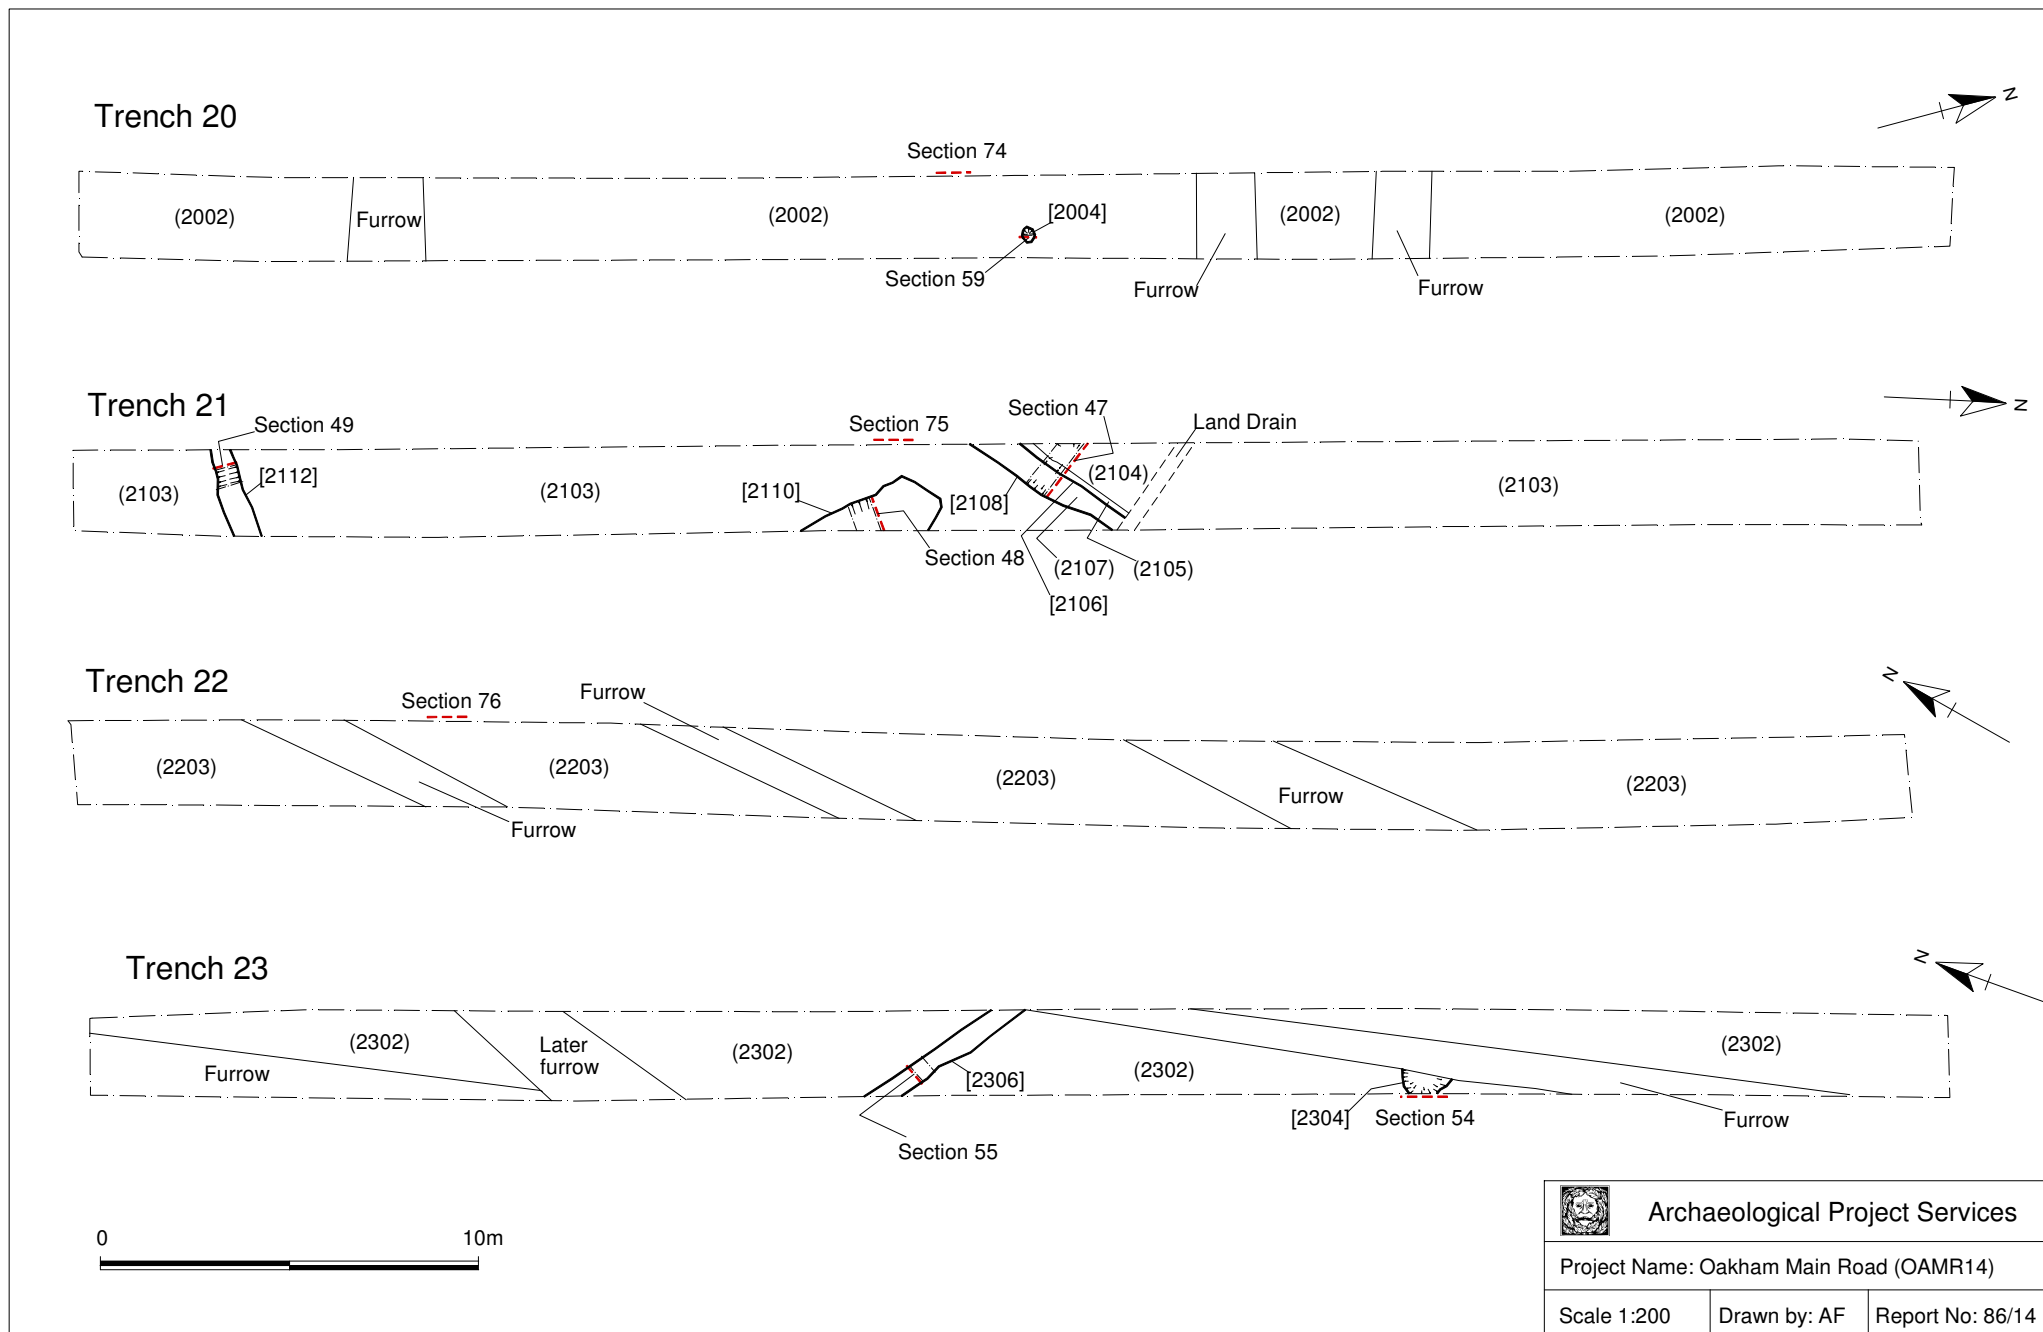 Trench 20
N
Section 74
(2002)
Furrow
(2002)
[2004]
(2002)
(2002)
Section 59
Furrow
Furrow
Trench 21
N
Section 49
Section 75
Section 47
Land Drain
(2103)
[2112]
(2103)
[2110]
[2108]
(2104)
(2103)
Section 48
(2107)
(2105)
[2106]
Trench 22
N
Section 76
Furrow
(2203)
(2203)
(2203)
Furrow
(2203)
Furrow
Trench 23
N
(2302)
Furrow
Later
furrow
(2302)
[2306]
(2302)
(2302)
[2304]
Section 54
Furrow
Section 55
0
10m
Archaeological Project Services
Project Name: Oakham Main Road (OAMR14)
Scale 1:200
Drawn by: AF
Report No: 86/14